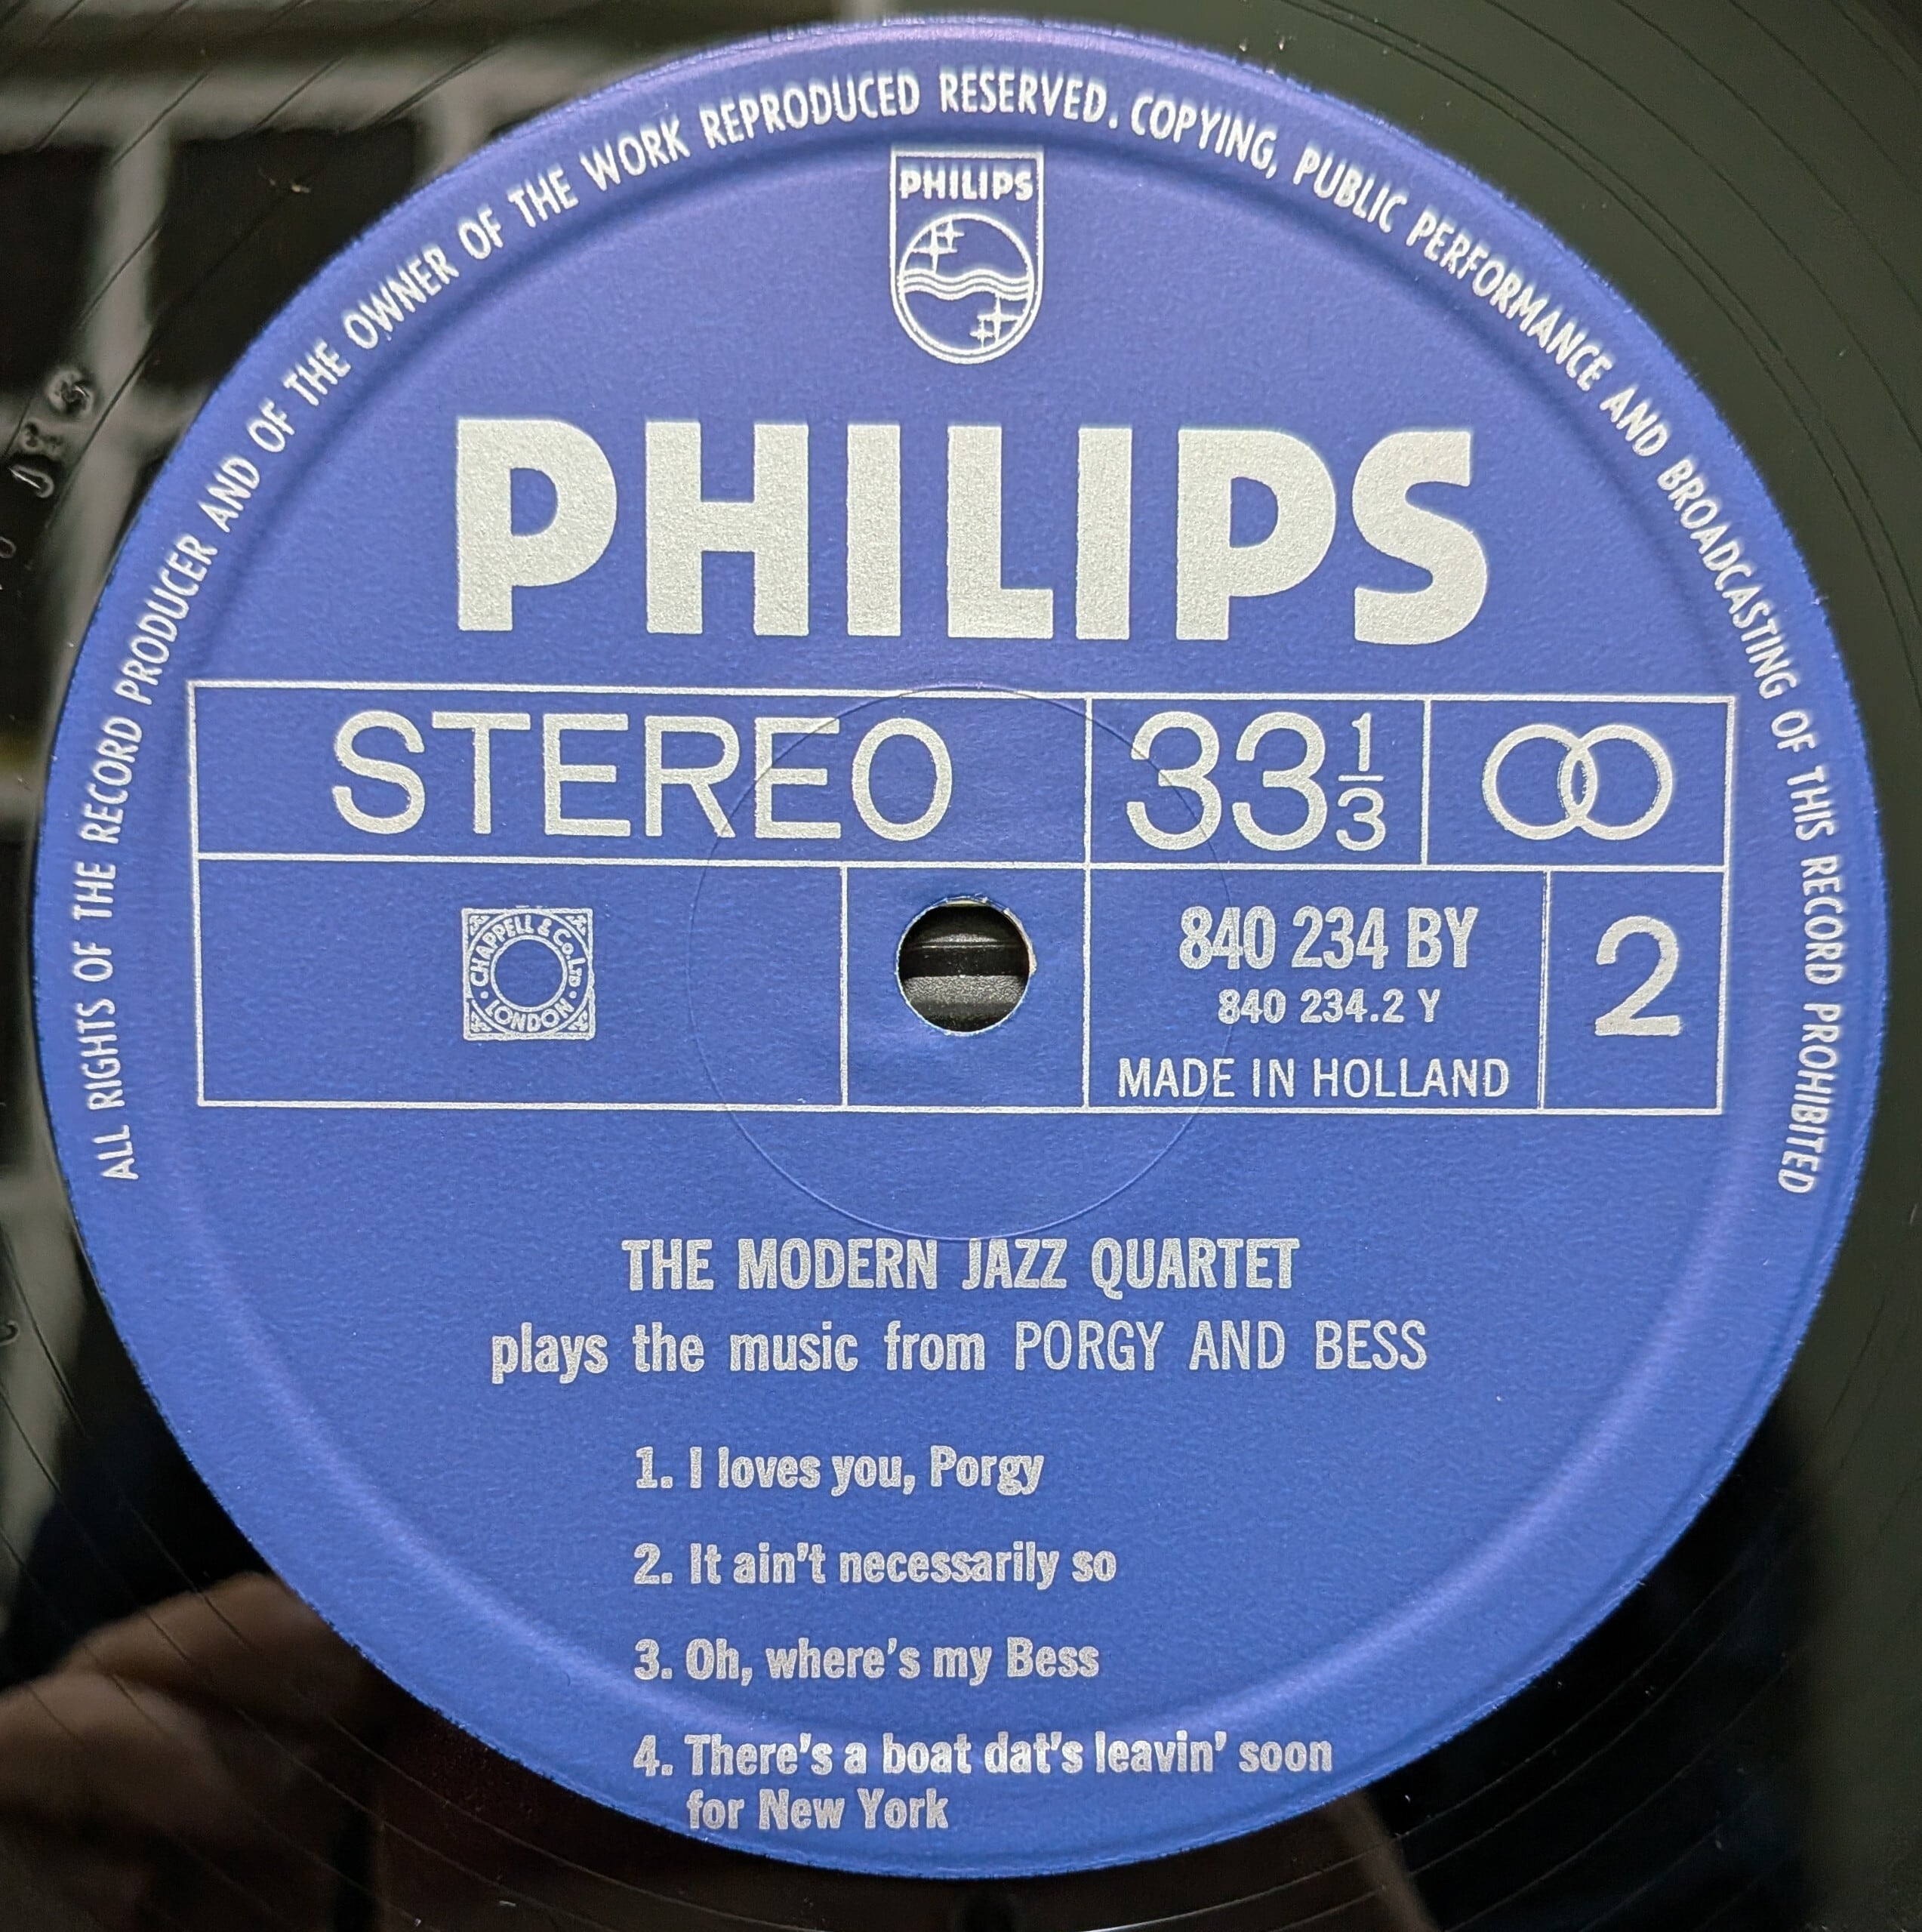 ALL RIGHTS OF THE RECORD PRODUCER AND OF THE OWNER OF THE WORK REPRODUCED RESERVED. COPYING, PUBLIC PERFORMANCE AND BROADCASTING OF THIS RECORD PROHIBITED
PHILIPS
PHILIPS
STEREO
33 1/3
CHAPPELL & Co. LTD
LONDON
840 234 BY
840 234.2 Y
MADE IN HOLLAND
2
THE MODERN JAZZ QUARTET
plays the music from PORGY AND BESS
1. I loves you, Porgy
2. It ain't necessarily so
3. Oh, where's my Bess
4. There's a boat dat's leavin' soon
for New York